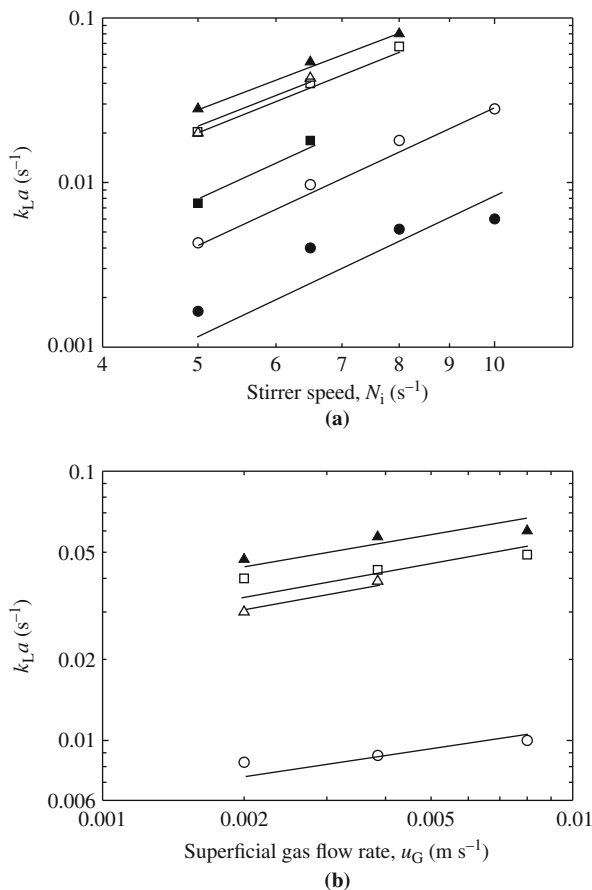 0.1
0.01
0.001
k_L a (s⁻¹)
4 5 6 7 8 9 10
Stirrer speed, N_i (s⁻¹)
(a)
0.1
0.05
0.02
0.01
0.006
k_L a (s⁻¹)
0.001 0.002 0.005 0.01
Superficial gas flow rate, u_G (m s⁻¹)
(b)